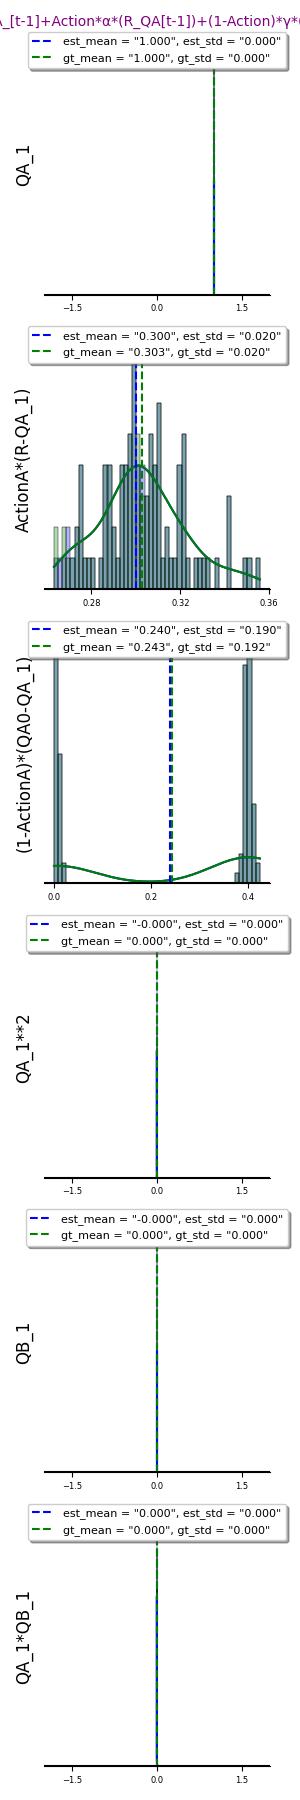 _[t-1]+Action*α*(R_QA[t-1])+(1-Action)*γ*
est_mean = "1.000", est_std = "0.000"
gt_mean = "1.000", gt_std = "0.000"
QA_1
−1.5 0.0 1.5
est_mean = "0.300", est_std = "0.020"
gt_mean = "0.303", gt_std = "0.020"
ActionA*(R-QA_1)
0.28 0.32 0.36
est_mean = "0.240", est_std = "0.190"
gt_mean = "0.243", gt_std = "0.192"
(1-ActionA)*(QA0-QA_1)
0.0 0.2 0.4
est_mean = "-0.000", est_std = "0.000"
gt_mean = "0.000", gt_std = "0.000"
QA_1**2
−1.5 0.0 1.5
est_mean = "-0.000", est_std = "0.000"
gt_mean = "0.000", gt_std = "0.000"
QB_1
−1.5 0.0 1.5
est_mean = "0.000", est_std = "0.000"
gt_mean = "0.000", gt_std = "0.000"
QA_1*QB_1
−1.5 0.0 1.5